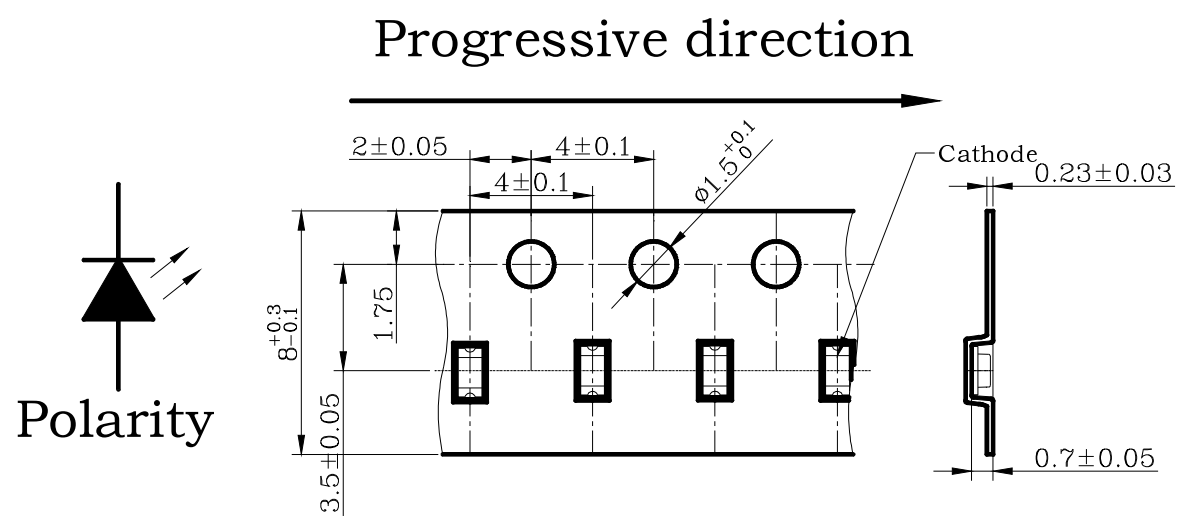 Progressive direction
2±0.05
4±0.1
4±0.1
ø1.5 +0.1 0
Cathode
0.23±0.03
8 +0.3 -0.1
1.75
3.5±0.05
0.7±0.05
Polarity